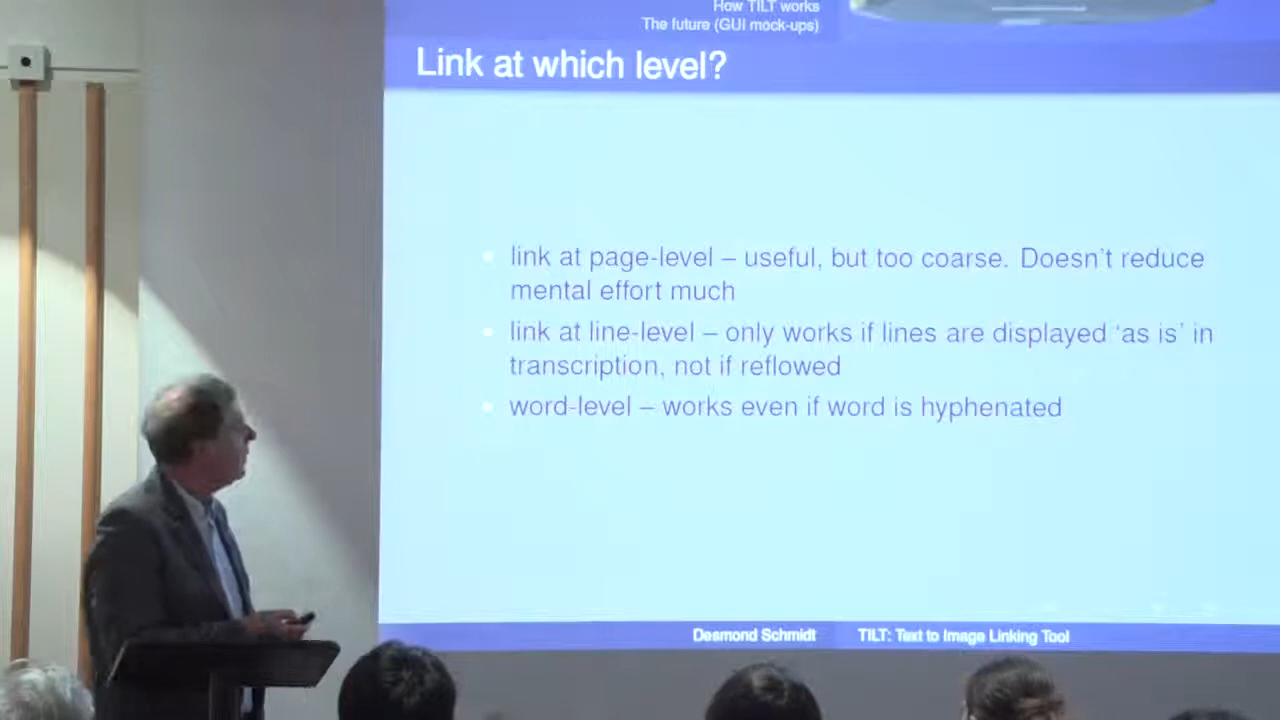 How TILT works
The future (GUI mock-ups)
Link at which level?
link at page-level – useful, but too coarse. Doesn't reduce
mental effort much
link at line-level – only works if lines are displayed 'as is' in
transcription, not if reflowed
word-level – works even if word is hyphenated
Desmond Schmidt TILT: Text to Image Linking Tool